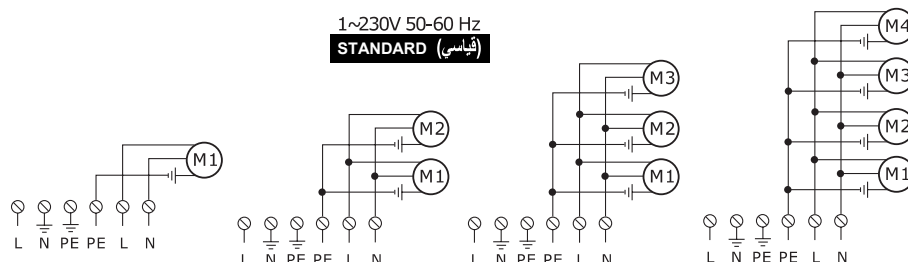 1~230V 50-60 Hz
STANDARD (قياسي)
M1
L N PE PE L N
M2
M1
L N PE PE L N
M3
M2
M1
L N PE PE L N
M4
M3
M2
M1
L N PE PE L N